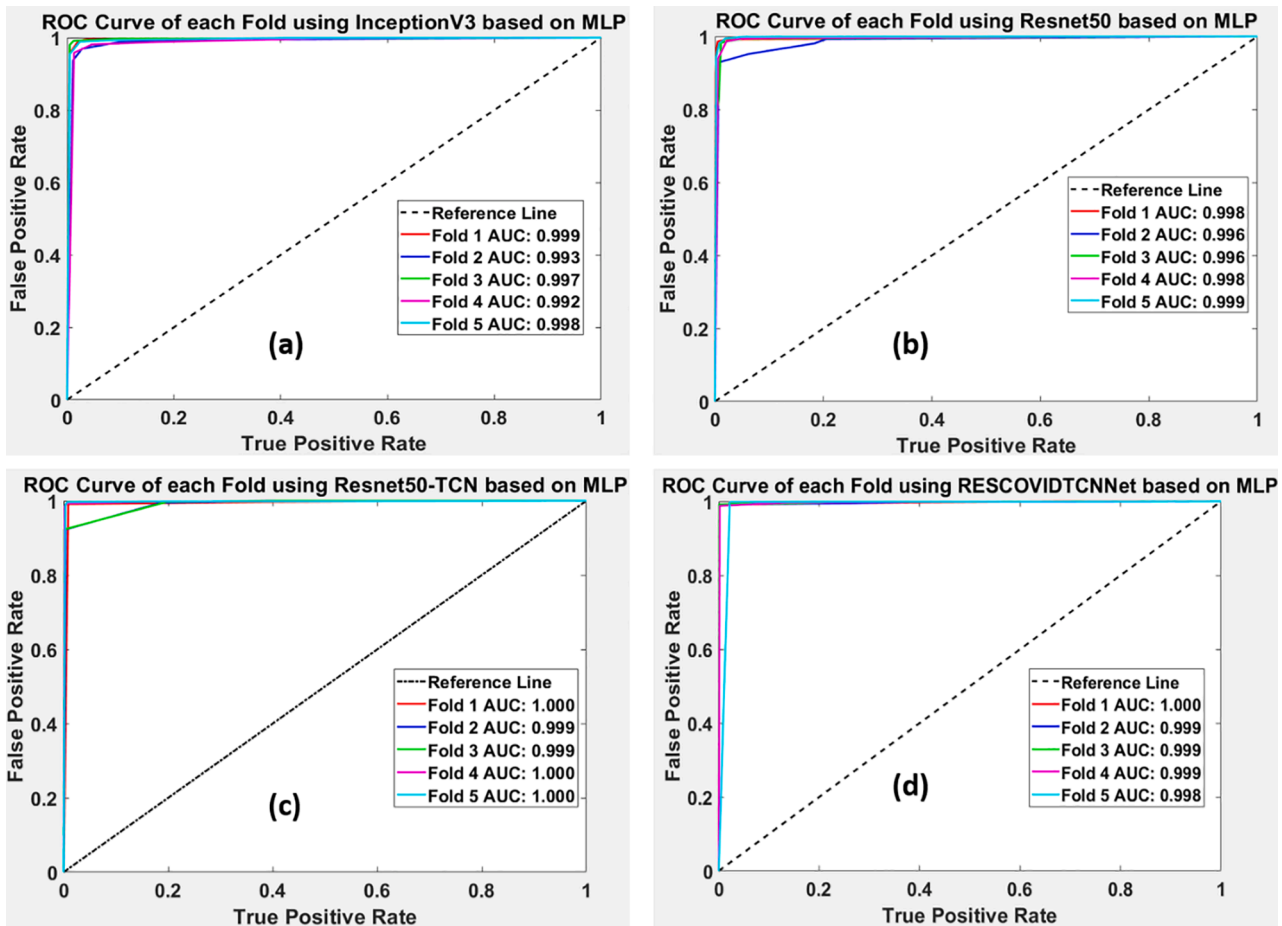 ROC Curve of each Fold using InceptionV3 based on MLP
1
0.8
0.6
0.4
0.2
0
False Positive Rate
Reference Line
Fold 1 AUC: 0.999
Fold 2 AUC: 0.993
Fold 3 AUC: 0.997
Fold 4 AUC: 0.992
Fold 5 AUC: 0.998
(a)
0 0.2 0.4 0.6 0.8 1
True Positive Rate
ROC Curve of each Fold using Resnet50 based on MLP
1
0.8
0.6
0.4
0.2
0
False Positive Rate
Reference Line
Fold 1 AUC: 0.998
Fold 2 AUC: 0.996
Fold 3 AUC: 0.996
Fold 4 AUC: 0.998
Fold 5 AUC: 0.999
(b)
0 0.2 0.4 0.6 0.8 1
True Positive Rate
ROC Curve of each Fold using Resnet50-TCN based on MLP
1
0.8
0.6
0.4
0.2
0
False Positive Rate
Reference Line
Fold 1 AUC: 1.000
Fold 2 AUC: 0.999
Fold 3 AUC: 0.999
Fold 4 AUC: 1.000
Fold 5 AUC: 1.000
(c)
0 0.2 0.4 0.6 0.8 1
True Positive Rate
ROC Curve of each Fold using RESCOVIDTCNNet based on MLP
1
0.8
0.6
0.4
0.2
0
False Positive Rate
Reference Line
Fold 1 AUC: 1.000
Fold 2 AUC: 0.999
Fold 3 AUC: 0.999
Fold 4 AUC: 0.999
Fold 5 AUC: 0.998
(d)
0 0.2 0.4 0.6 0.8 1
True Positive Rate